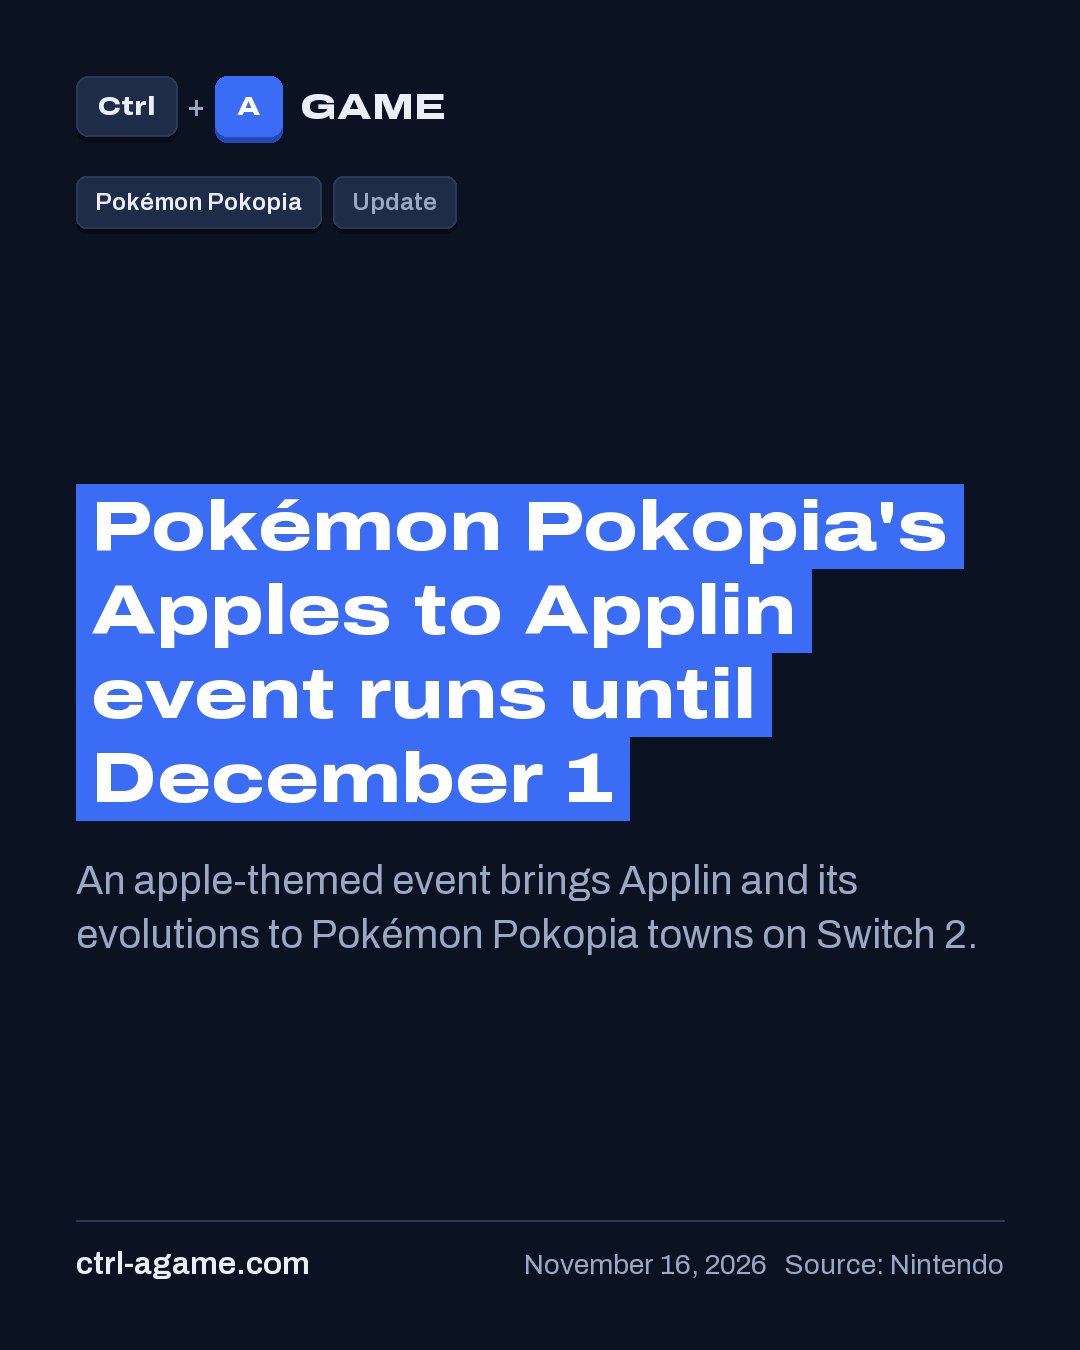 Ctrl + A GAME
Pokémon Pokopia Update
Pokémon Pokopia's
Apples to Applin
event runs until
December 1
An apple-themed event brings Applin and its
evolutions to Pokémon Pokopia towns on Switch 2.
ctrl-agame.com November 16, 2026 Source: Nintendo